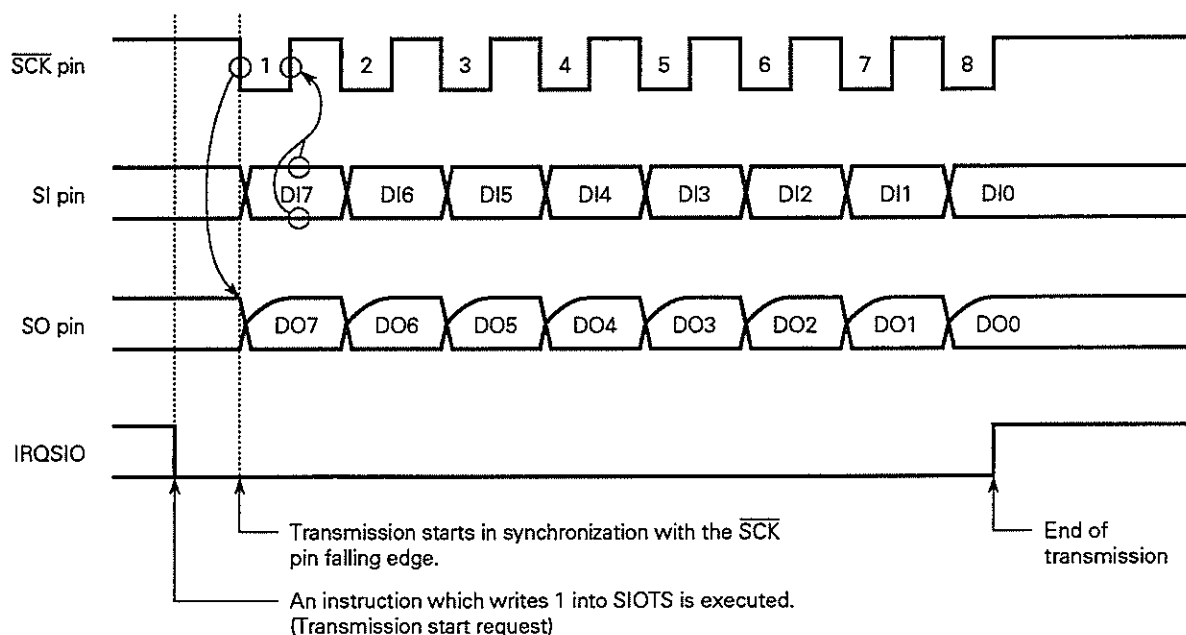 SCK pin
1 2 3 4 5 6 7 8
SI pin
DI7 DI6 DI5 DI4 DI3 DI2 DI1 DI0
SO pin
DO7 DO6 DO5 DO4 DO3 DO2 DO1 DO0
IRQSIO
Transmission starts in synchronization with the SCK
pin falling edge.
End of
transmission
An instruction which writes 1 into SIOTS is executed.
(Transmission start request)